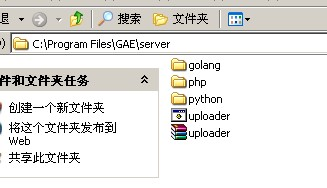 退
搜索
文件夹
C:\Program Files\GAE\server
件和文件夹任务
创建一个新文件夹
将这个文件夹发布到
Web
共享此文件夹
golang
php
python
uploader
uploader